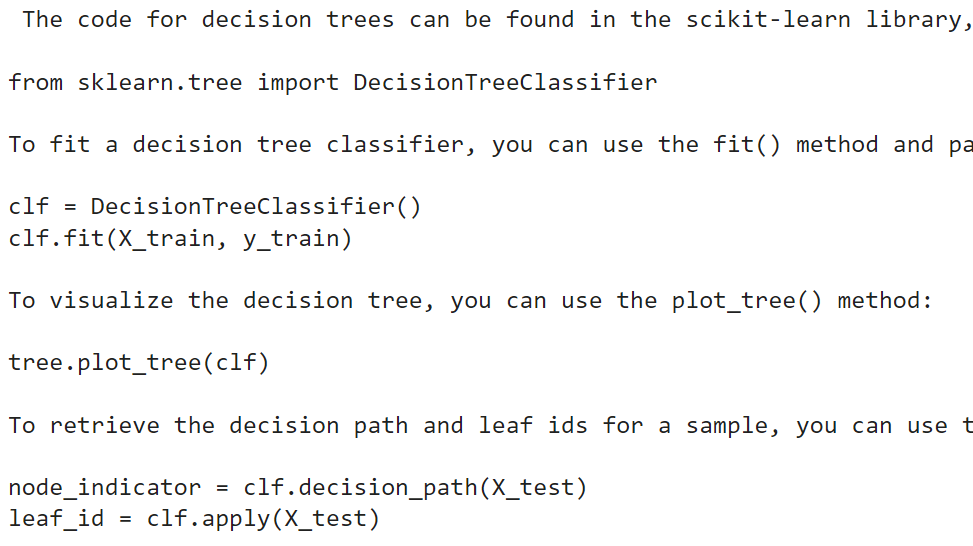 The code for decision trees can be found in the scikit-learn library,
from sklearn.tree import DecisionTreeClassifier
To fit a decision tree classifier, you can use the fit() method and pa
clf = DecisionTreeClassifier()
clf.fit(X_train, y_train)
To visualize the decision tree, you can use the plot_tree() method:
tree.plot_tree(clf)
To retrieve the decision path and leaf ids for a sample, you can use t
node_indicator = clf.decision_path(X_test)
leaf_id = clf.apply(X_test)